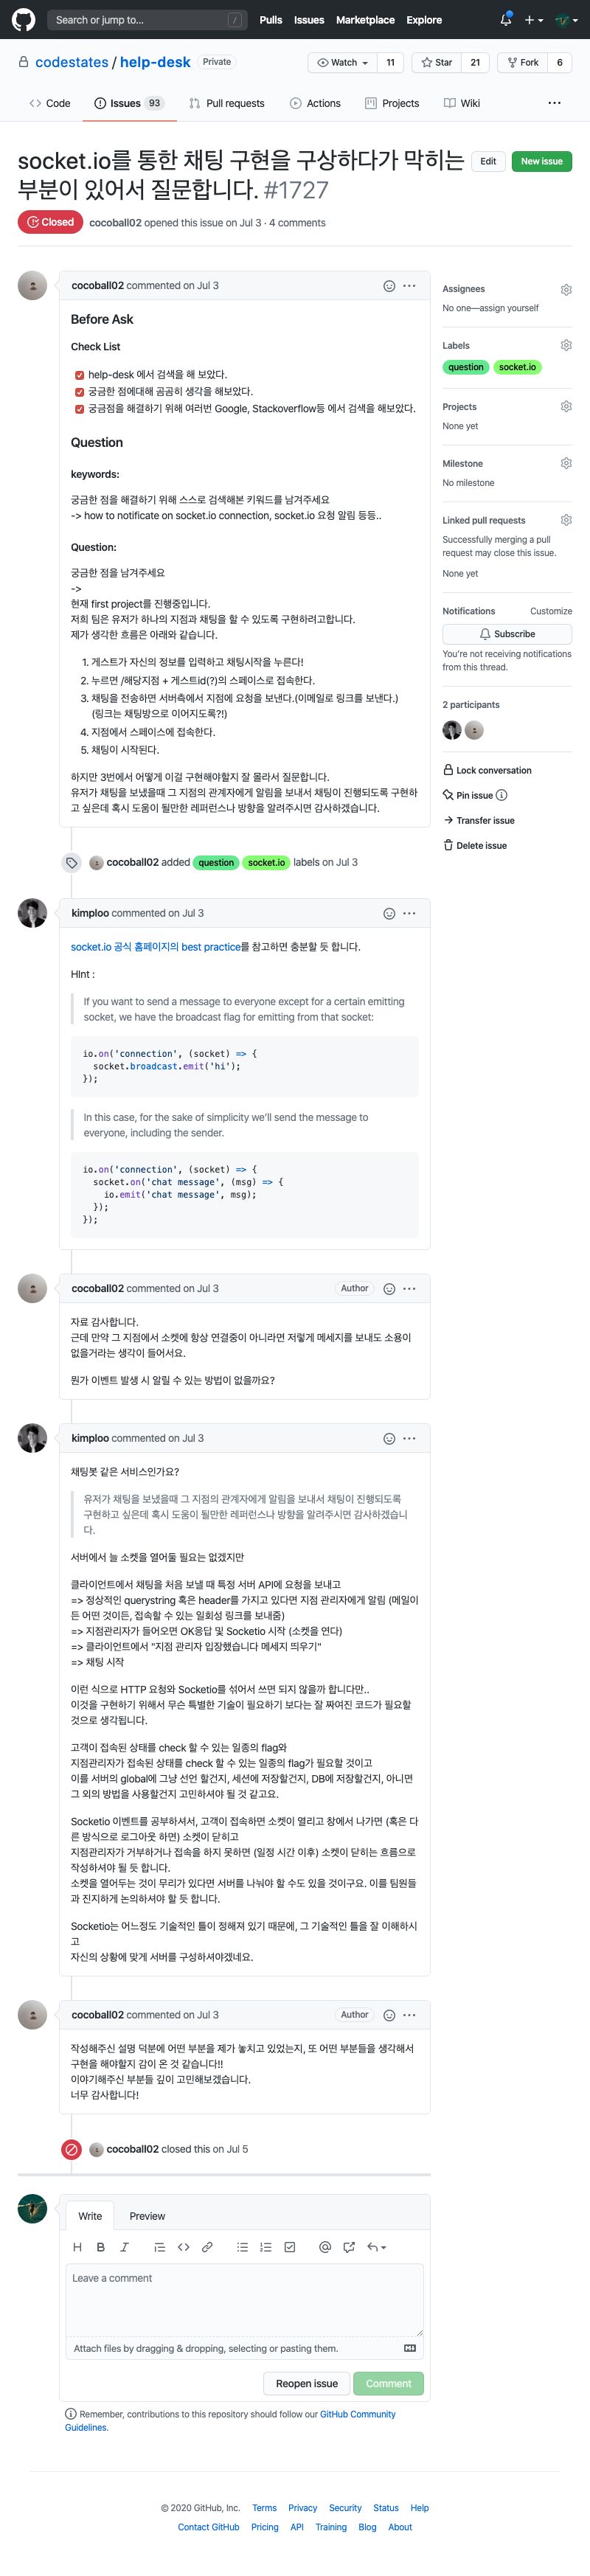 Search or jump to... /
Pulls Issues Marketplace Explore
codestates / help-desk Private
Watch 11 Star 21 Fork 6
Code Issues 93 Pull requests Actions Projects Wiki ...
socket.io를 통한 채팅 구현을 구상하다가 막히는
부분이 있어서 질문합니다. #1727
Edit New issue
Closed cocoball02 opened this issue on Jul 3 · 4 comments
cocoball02 commented on Jul 3
Before Ask
Check List
help-desk 에서 검색을 해 보았다.
궁금한 점에대해 곰곰히 생각을 해보았다.
궁금점을 해결하기 위해 여러번 Google, Stackoverflow등 에서 검색을 해보았다.
Question
keywords:
궁금한 점을 해결하기 위해 스스로 검색해본 키워드를 남겨주세요
-> how to notificate on socket.io connection, socket.io 요청 알림 등등..
Question:
궁금한 점을 남겨주세요
->
현재 first project를 진행중입니다.
저희 팀은 유저가 하나의 지점과 채팅을 할 수 있도록 구현하려고합니다.
제가 생각한 흐름은 아래와 같습니다.
1. 게스트가 자신의 정보를 입력하고 채팅시작을 누른다!
2. 누르면 /해당지점 + 게스트id(?)의 스페이스로 접속한다.
3. 채팅을 전송하면 서버측에서 지점에 요청을 보낸다.(이메일로 링크를 보낸다.)
(링크는 채팅방으로 이어지도록?!)
4. 지점에서 스페이스에 접속한다.
5. 채팅이 시작된다.
하지만 3번에서 어떻게 이걸 구현해야할지 잘 몰라서 질문합니다.
유저가 채팅을 보냈을때 그 지점의 관계자에게 알림을 보내서 채팅이 진행되도록 구현하
고 싶은데 혹시 도움이 될만한 레퍼런스나 방향을 알려주시면 감사하겠습니다.
Assignees
No one—assign yourself
Labels
question socket.io
Projects
None yet
Milestone
No milestone
Linked pull requests
Successfully merging a pull
request may close this issue.
None yet
Notifications Customize
Subscribe
You're not receiving notifications
from this thread.
2 participants
Lock conversation
Pin issue
Transfer issue
Delete issue
cocoball02 added question socket.io labels on Jul 3
kimploo commented on Jul 3
socket.io 공식 홈페이지의 best practice를 참고하면 충분할 듯 합니다.
HInt :
If you want to send a message to everyone except for a certain emitting
socket, we have the broadcast flag for emitting from that socket:
io.on('connection', (socket) => {
socket.broadcast.emit('hi');
});
In this case, for the sake of simplicity we'll send the message to
everyone, including the sender.
io.on('connection', (socket) => {
socket.on('chat message', (msg) => {
io.emit('chat message', msg);
});
});
cocoball02 commented on Jul 3 Author
자료 감사합니다.
근데 만약 그 지점에서 소켓에 항상 연결중이 아니라면 저렇게 메세지를 보내도 소용이
없을거라는 생각이 들어서요.
뭔가 이벤트 발생 시 알릴 수 있는 방법이 없을까요?
kimploo commented on Jul 3
채팅봇 같은 서비스인가요?
유저가 채팅을 보냈을때 그 지점의 관계자에게 알림을 보내서 채팅이 진행되도록
구현하고 싶은데 혹시 도움이 될만한 레퍼런스나 방향을 알려주시면 감사하겠습니
다.
서버에서 늘 소켓을 열어둘 필요는 없겠지만
클라이언트에서 채팅을 처음 보낼 때 특정 서버 API에 요청을 보내고
=> 정상적인 querystring 혹은 header를 가지고 있다면 지점 관리자에게 알림 (메일이
든 어떤 것이든, 접속할 수 있는 일회성 링크를 보내줌)
=> 지점관리자가 들어오면 OK응답 및 Socketio 시작 (소켓을 연다)
=> 클라이언트에서 "지점 관리자 입장했습니다 메세지 띄우기"
=> 채팅 시작
이런 식으로 HTTP 요청와 Socketio를 섞어서 쓰면 되지 않을까 합니다만..
이것을 구현하기 위해서 무슨 특별한 기술이 필요하기 보다는 잘 짜여진 코드가 필요할
것으로 생각됩니다.
고객이 접속된 상태를 check 할 수 있는 일종의 flag와
지점관리자가 접속된 상태를 check 할 수 있는 일종의 flag가 필요할 것이고
이를 서버의 global에 그냥 선언 할건지, 세션에 저장할건지, DB에 저장할건지, 아니면
그 외의 방법을 사용할건지 고민하셔야 될 것 같고요.
Socketio 이벤트를 공부하셔서, 고객이 접속하면 소켓이 열리고 창에서 나가면 (혹은 다
른 방식으로 로그아웃 하면) 소켓이 닫히고
지점관리자가 거부하거나 접속을 하지 못하면 (일정 시간 이후) 소켓이 닫히는 흐름으로
작성하셔야 될 듯 합니다.
소켓을 열어두는 것이 무리가 있다면 서버를 나눠야 할 수도 있을 것이구요. 이를 팀원들
과 진지하게 논의하셔야 할 듯 합니다.
Socketio는 어느정도 기술적인 틀이 정해져 있기 때문에, 그 기술적인 틀을 잘 이해하시
고
자신의 상황에 맞게 서버를 구성하셔야겠네요.
cocoball02 commented on Jul 3 Author
작성해주신 설명 덕분에 어떤 부분을 제가 놓치고 있었는지, 또 어떤 부분들을 생각해서
구현을 해야할지 감이 온 것 같습니다!!
이야기해주신 부분들 깊이 고민해보겠습니다.
너무 감사합니다!
cocoball02 closed this on Jul 5
Write Preview
H B I
Leave a comment
Attach files by dragging & dropping, selecting or pasting them.
Reopen issue Comment
Remember, contributions to this repository should follow our GitHub Community
Guidelines.
© 2020 GitHub, Inc. Terms Privacy Security Status Help
Contact GitHub Pricing API Training Blog About